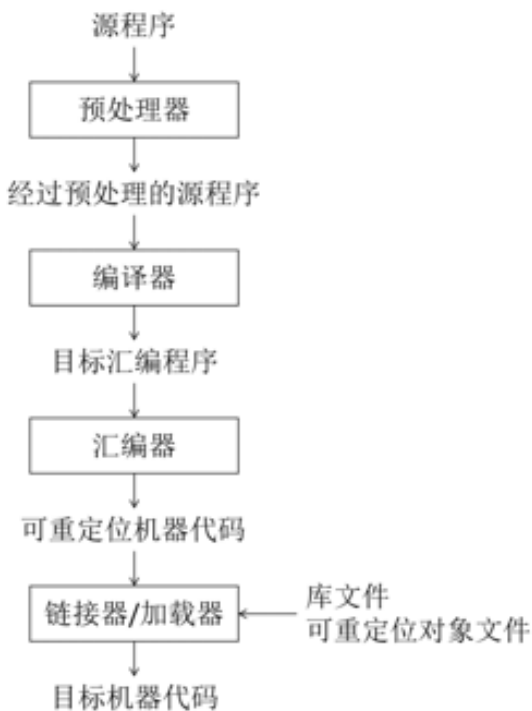 源程序
预处理器
经过预处理的源程序
编译器
目标汇编程序
汇编器
可重定位机器代码
链接器/加载器
库文件
可重定位对象文件
目标机器代码